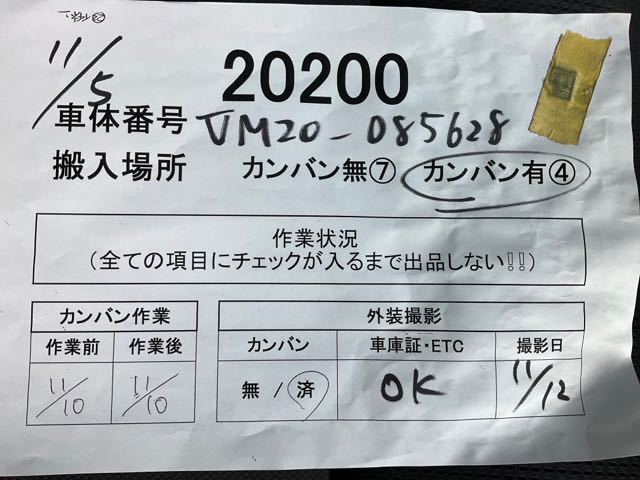 11/5
20200
車体番号 VM20-085628
搬入場所 カンバン無⑦ カンバン有④
作業状況
(全ての項目にチェックが入るまで出品しない!!)
カンバン作業 外装撮影
作業前 作業後 カンバン 車庫証・ETC 撮影日
11/10 11/10 無 / 済 OK 11/12